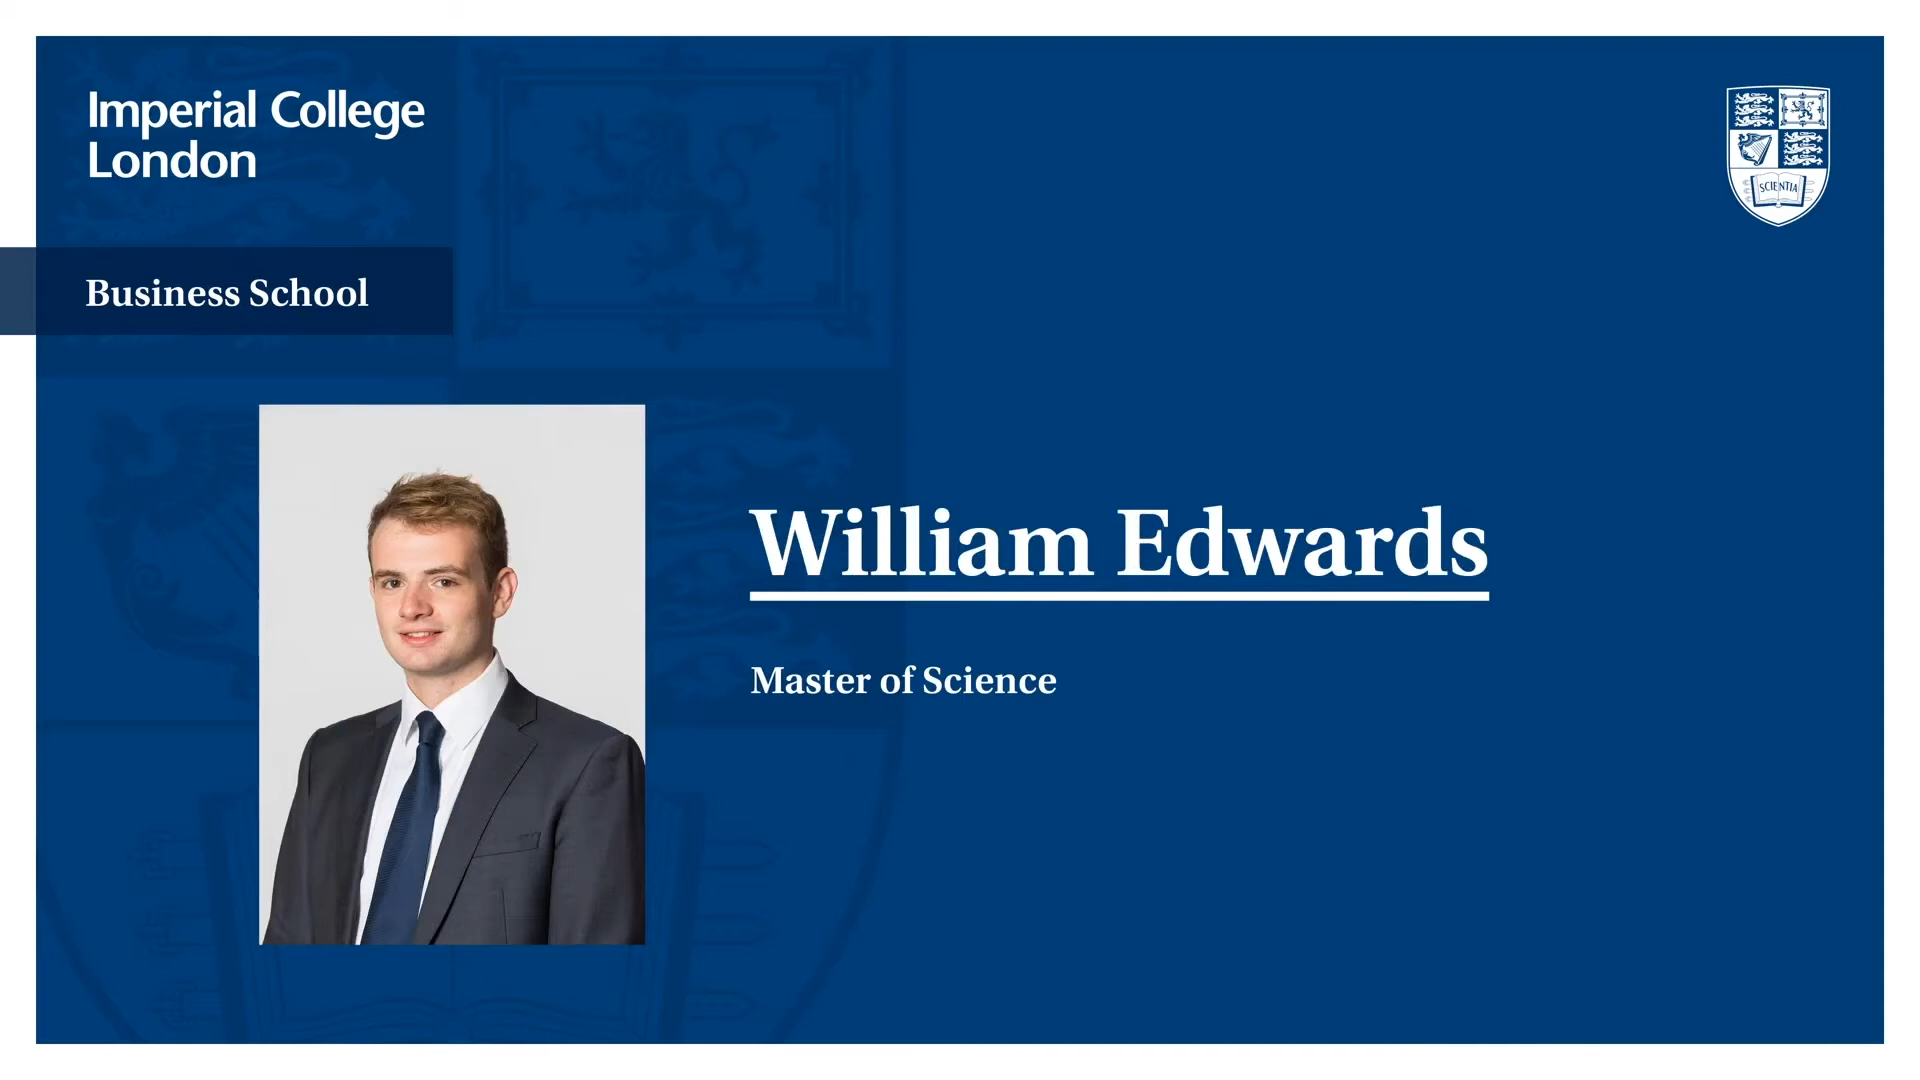 Imperial College
London
Business School
SCIENTIA
William Edwards
Master of Science